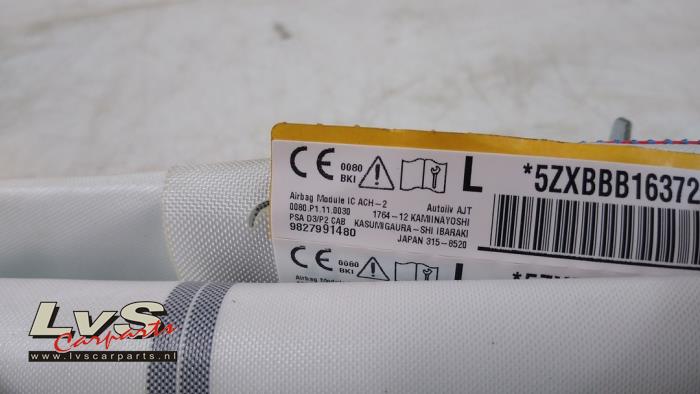 CE 0080 BKI L *5ZXBBB16372
Airbag Module IC ACH-2 Autoliv AJT
0080.P1.11.0030 1764-12 KAMINAYOSHI
PSA D3/P2 CAB KASUMIGAURA-SHI IBARAKI
9827991480 JAPAN 315-8520
CE 0080 BKI L
LvS
Carparts
www.lvscarparts.nl